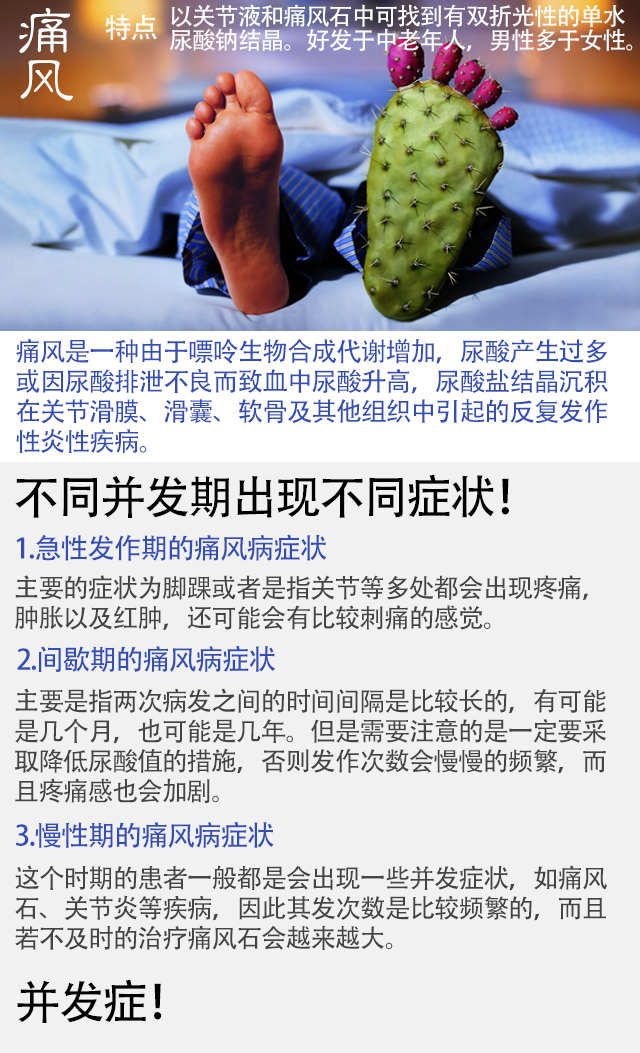 痛风
特点
以关节液和痛风石中可找到有双折光性的单水
尿酸钠结晶。好发于中老年人，男性多于女性。
痛风是一种由于嘌呤生物合成代谢增加，尿酸产生过多
或因尿酸排泄不良而致血中尿酸升高，尿酸盐结晶沉积
在关节滑膜、滑囊、软骨及其他组织中引起的反复发作
性炎性疾病。
不同并发期出现不同症状！
1.急性发作期的痛风病症状
主要的症状为脚踝或者是指关节等多处都会出现疼痛，
肿胀以及红肿，还可能会有比较刺痛的感觉。
2.间歇期的痛风病症状
主要是指两次病发之间的时间间隔是比较长的，有可能
是几个月，也可能是几年。但是需要注意的是一定要采
取降低尿酸值的措施，否则发作次数会慢慢的频繁，而
且疼痛感也会加剧。
3.慢性期的痛风病症状
这个时期的患者一般都是会出现一些并发症状，如痛风
石、关节炎等疾病，因此其发次数是比较频繁的，而且
若不及时的治疗痛风石会越来越大。
并发症！